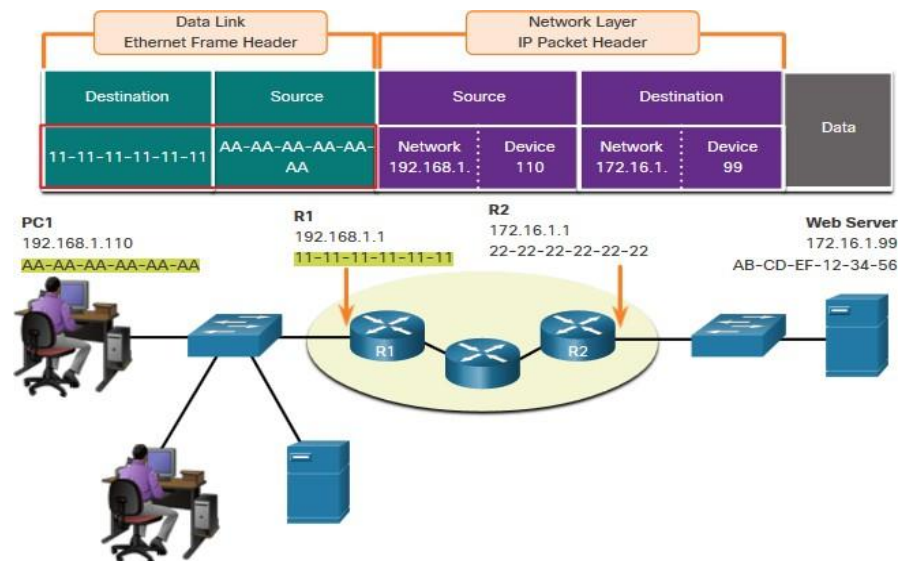 Data Link
Ethernet Frame Header
Network Layer
IP Packet Header
Destination
Source
Source
Destination
Data
11-11-11-11-11-11
AA-AA-AA-AA-AA-
AA
Network
192.168.1.
Device
110
Network
172.16.1.
Device
99
PC1
192.168.1.110
AA-AA-AA-AA-AA-AA
R1
192.168.1.1
11-11-11-11-11-11
R2
172.16.1.1
22-22-22-22-22-22
Web Server
172.16.1.99
AB-CD-EF-12-34-56
R1
R2